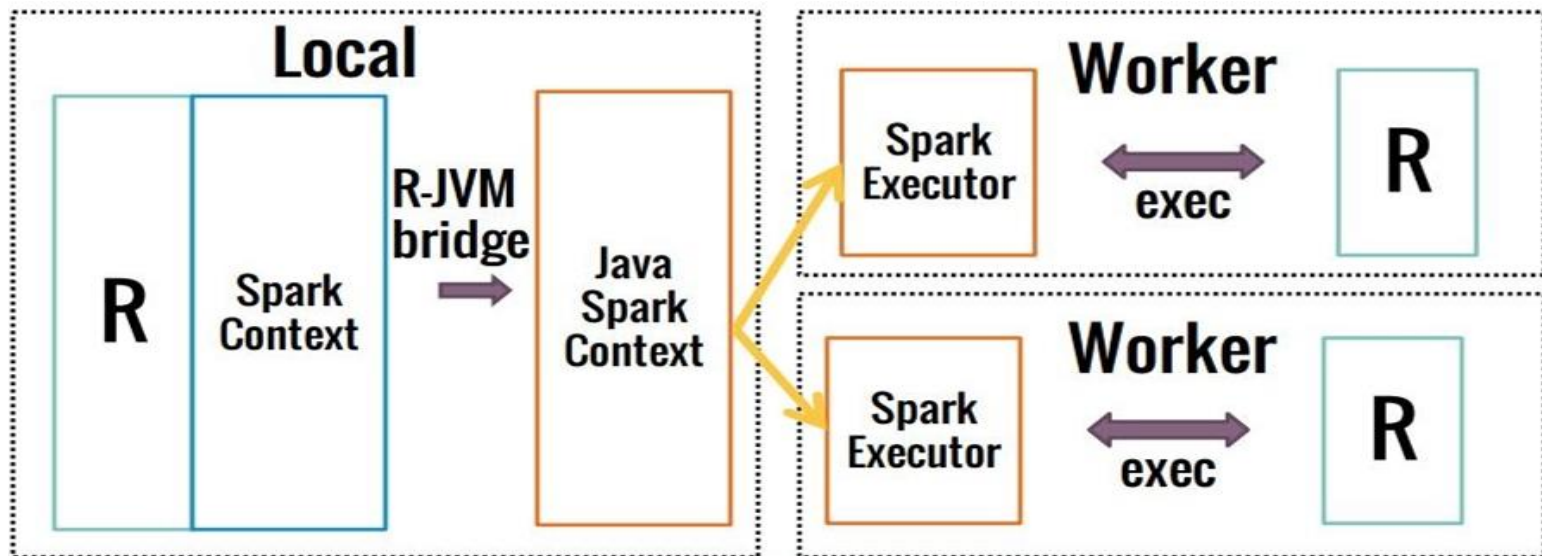 Local
R
Spark
Context
R-JVM
bridge
Java
Spark
Context
Worker
Spark
Executor
exec
R
Worker
Spark
Executor
exec
R